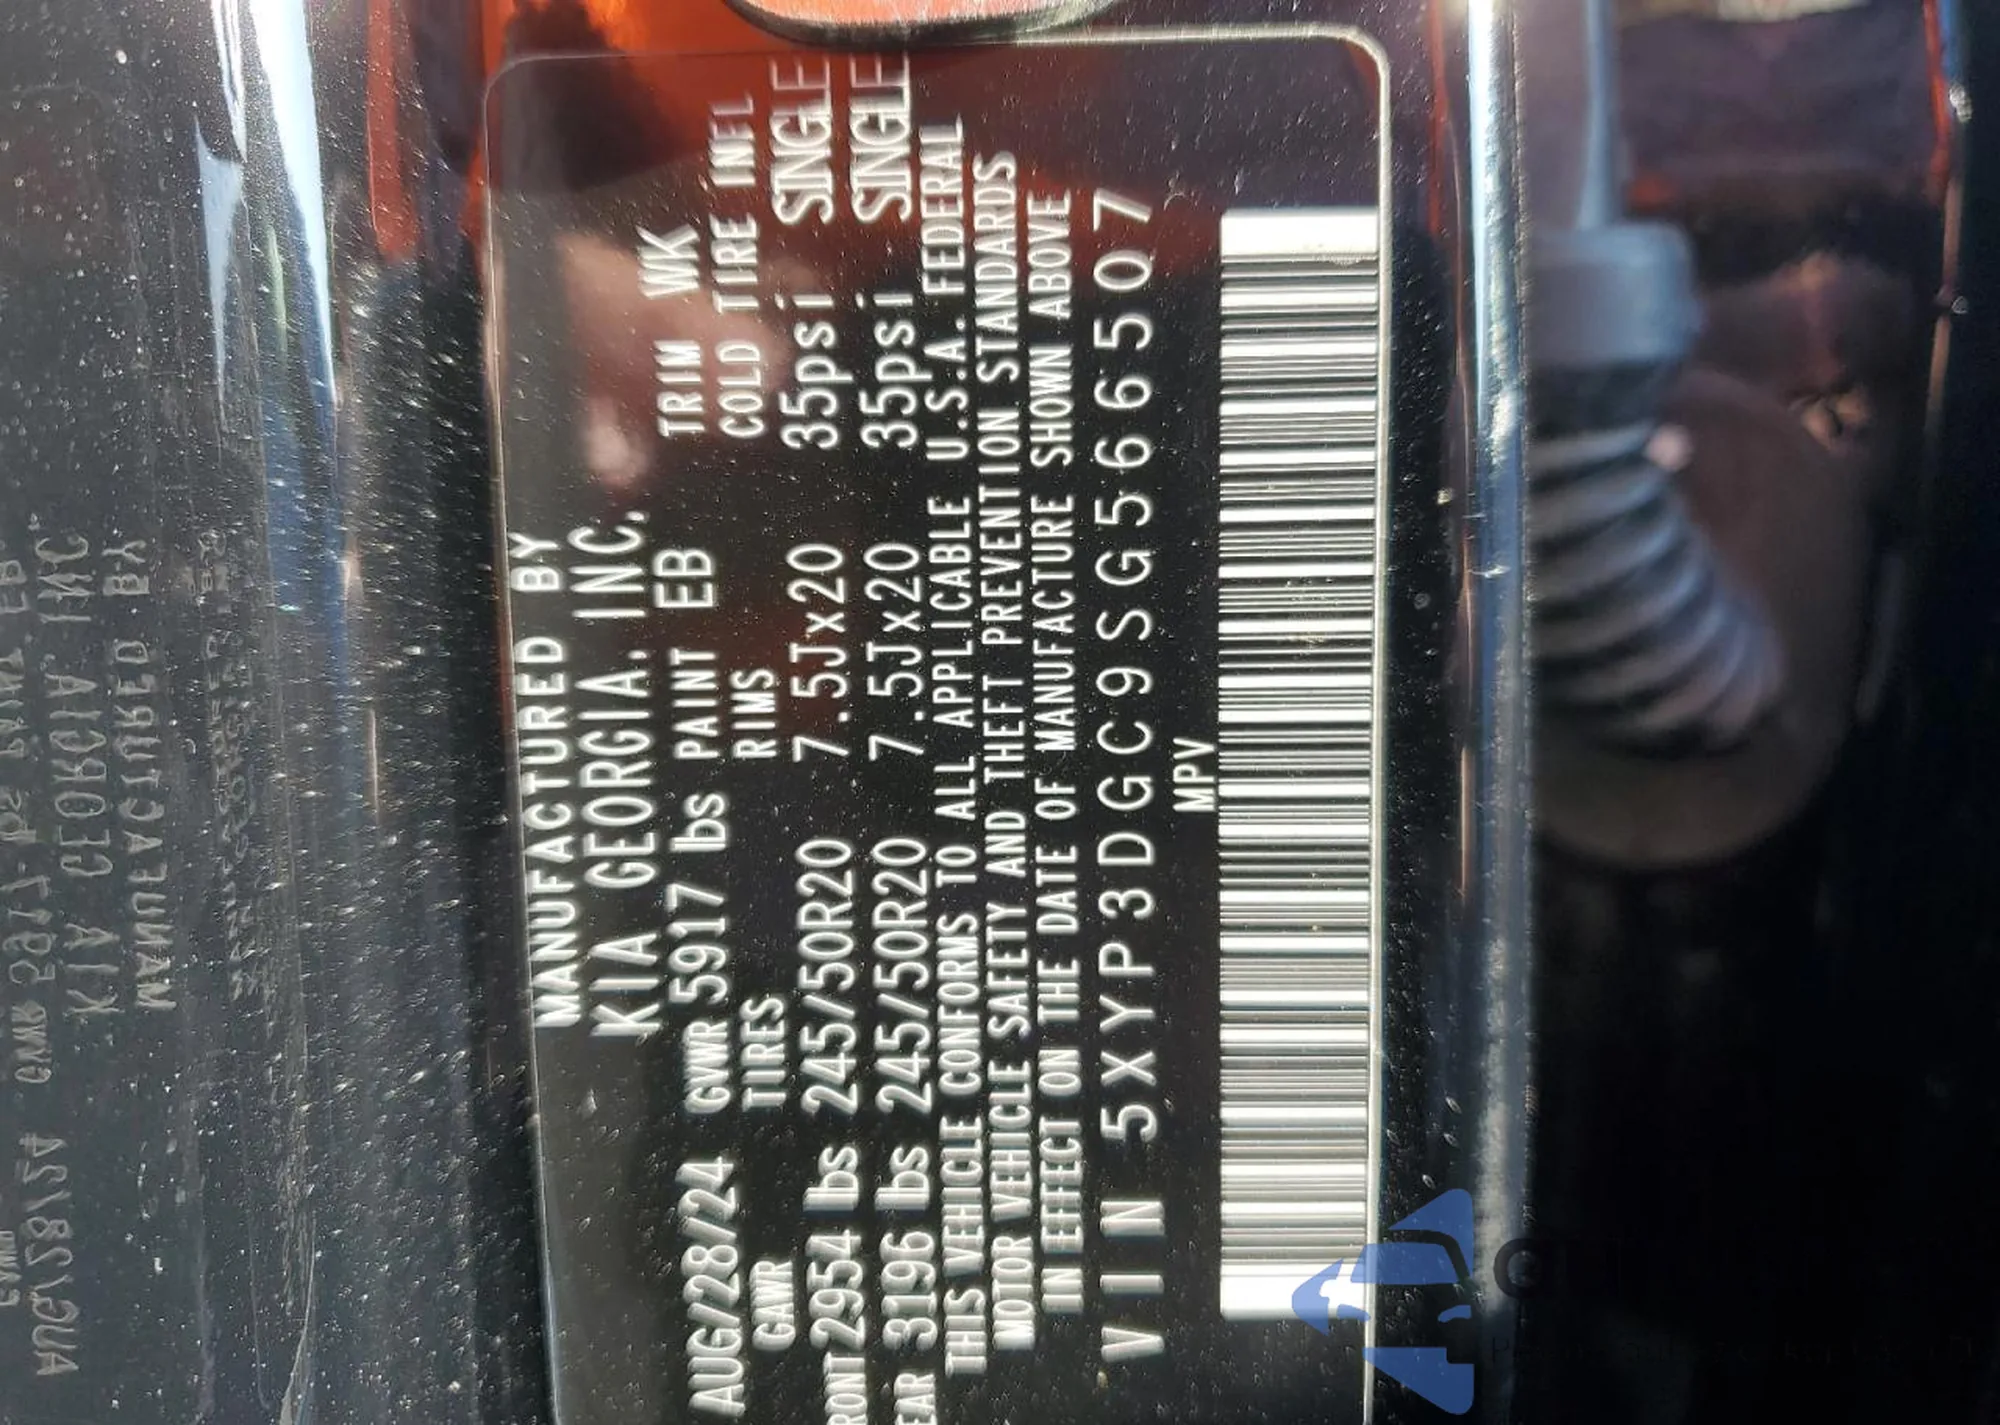 MANUFACTURED BY
KIA GEORGIA. INC.
AUG/28/24 GVWR 5917 lbs PAINT EB TRIM WK
GAWR TIRES RIMS COLD TIRE INFL
RONT 2954 lbs 245/50R20 7.5Jx20 35psi SINGLE
EAR 3196 lbs 245/50R20 7.5Jx20 35psi SINGLE
THIS VEHICLE CONFORMS TO ALL APPLICABLE U.S.A. FEDERAL
MOTOR VEHICLE SAFETY AND THEFT PREVENTION STANDARDS
IN EFFECT ON THE DATE OF MANUFACTURE SHOWN ABOVE
VIN 5XYP3DGC9SG566507
MPV